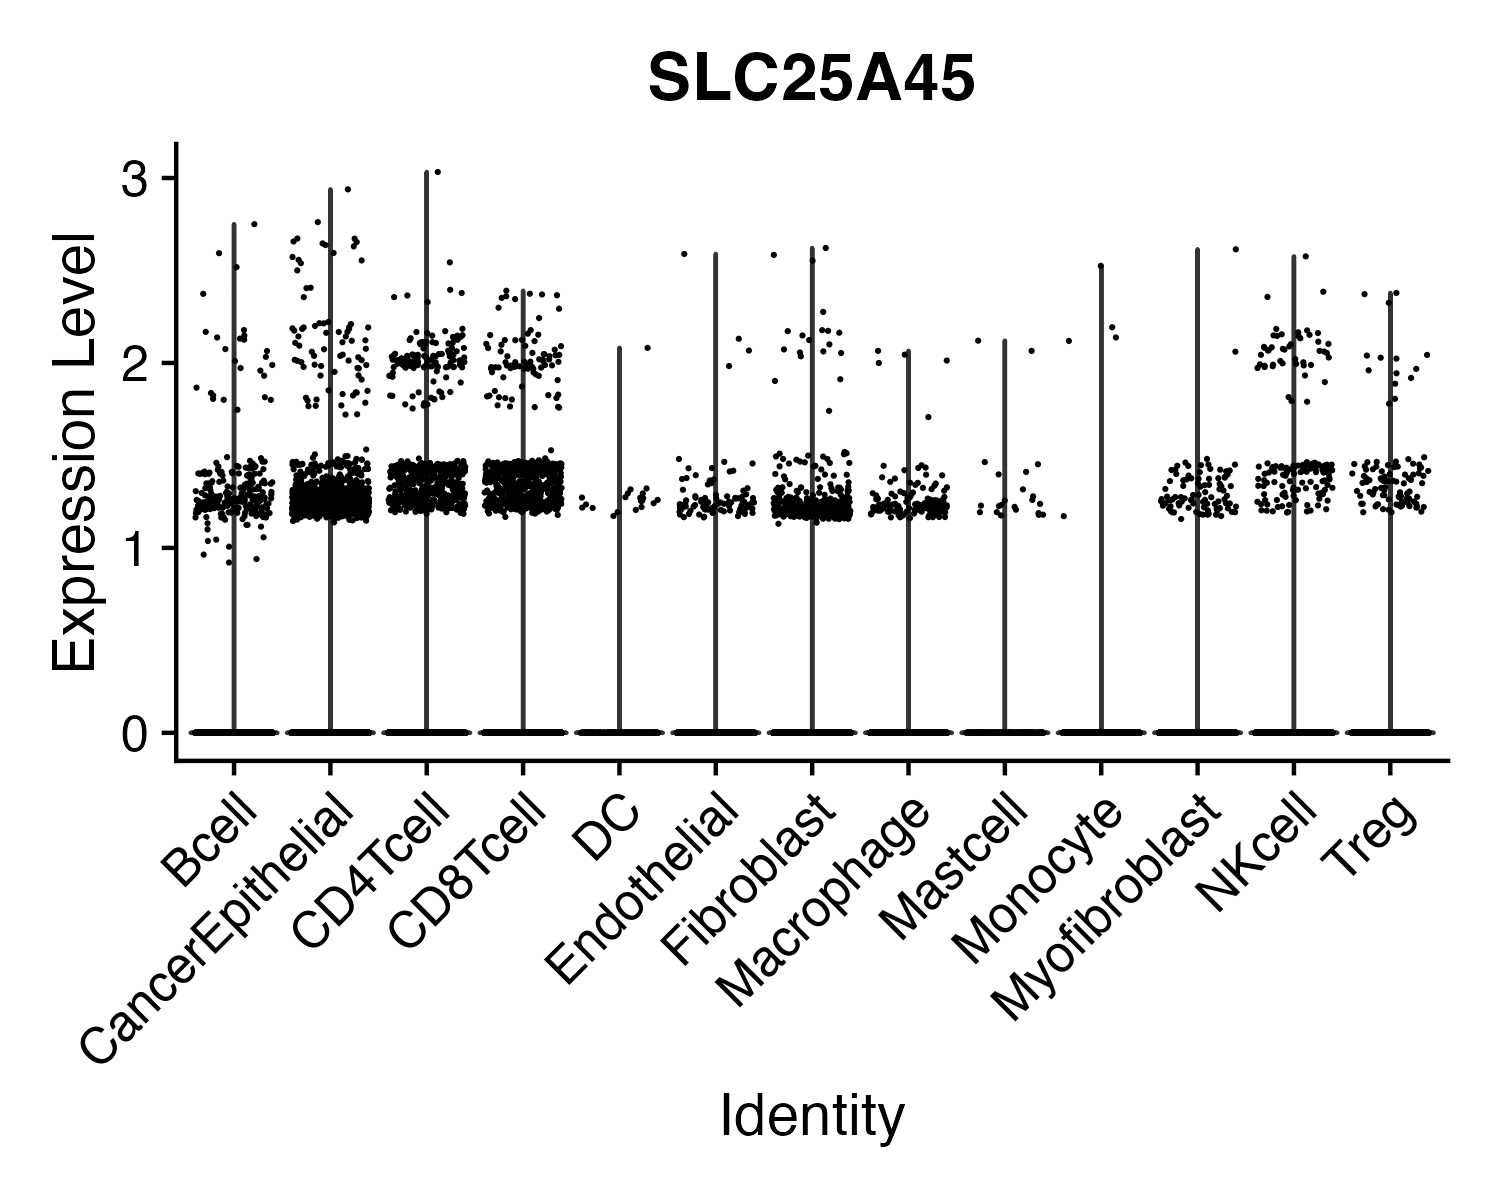 SLC25A45
Expression Level
3
2
1
0
Bcell
CancerEpithelial
CD4Tcell
CD8Tcell
DC
Endothelial
Fibroblast
Macrophage
Mastcell
Monocyte
Myofibroblast
NKcell
Treg
Identity